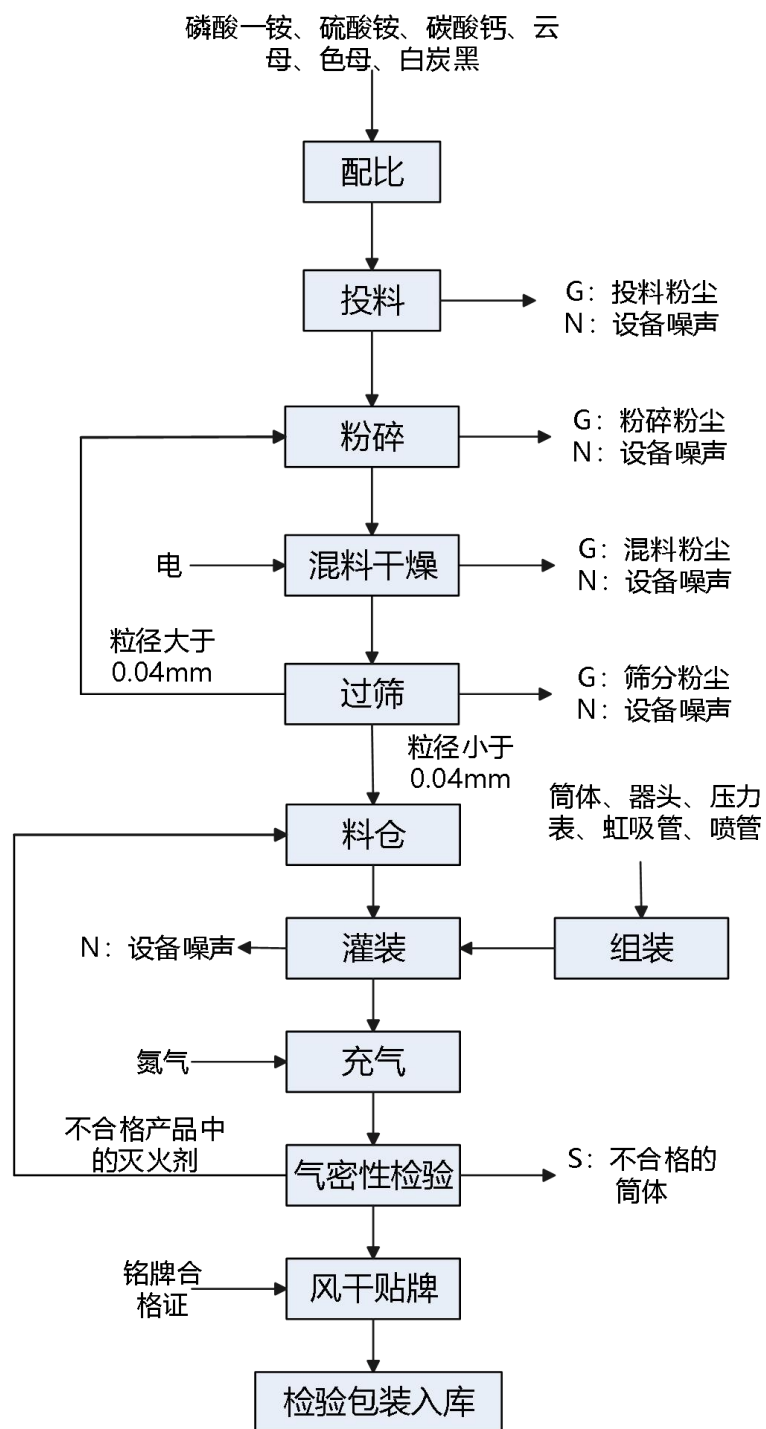 磷酸一铵、硫酸铵、碳酸钙、云
母、色母、白炭黑
配比
投料
G：投料粉尘
N：设备噪声
粉碎
G：粉碎粉尘
N：设备噪声
电
混料干燥
G：混料粉尘
N：设备噪声
粒径大于
0.04mm
过筛
G：筛分粉尘
N：设备噪声
粒径小于
0.04mm
筒体、器头、压力
表、虹吸管、喷管
料仓
N：设备噪声
灌装
组装
氮气
充气
不合格产品中
的灭火剂
气密性检验
S：不合格的
筒体
铭牌合
格证
风干贴牌
检验包装入库